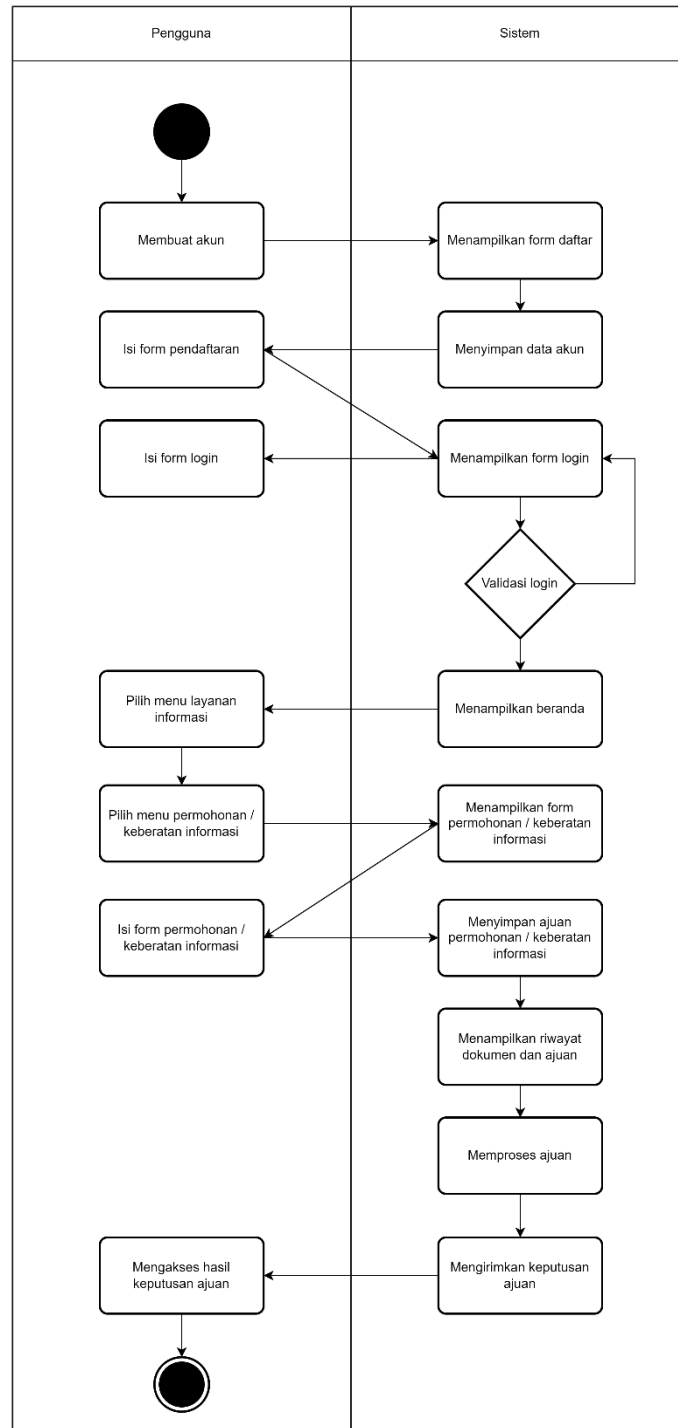 Pengguna
Sistem
Membuat akun
Menampilkan form daftar
Isi form pendaftaran
Menyimpan data akun
Isi form login
Menampilkan form login
Validasi login
Pilih menu layanan
informasi
Menampilkan beranda
Pilih menu permohonan /
keberatan informasi
Menampilkan form
permohonan / keberatan
informasi
Isi form permohonan /
keberatan informasi
Menyimpan ajuan
permohonan / keberatan
informasi
Menampilkan riwayat
dokumen dan ajuan
Memproses ajuan
Mengakses hasil
keputusan ajuan
Mengirimkan keputusan
ajuan